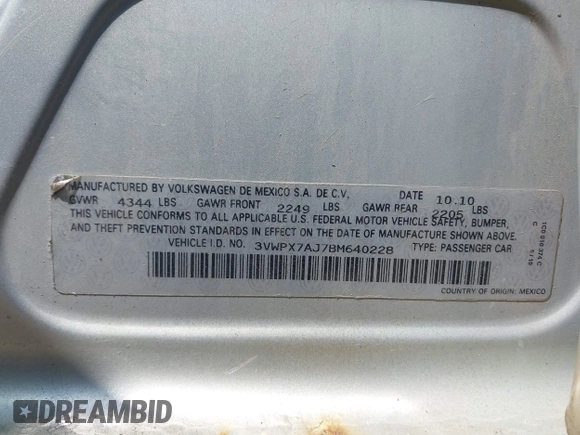 MANUFACTURED BY VOLKSWAGEN DE MEXICO S.A. DE C.V. DATE 10.10
GVWR 4344 LBS GAWR FRONT 2249 LBS GAWR REAR 2205 LBS
THIS VEHICLE CONFORMS TO ALL APPLICABLE U.S. FEDERAL MOTOR VEHICLE SAFETY, BUMPER,
AND THEFT PREVENTION STANDARDS IN EFFECT ON THE DATE OF MANUFACTURE SHOWN ABOVE.
VEHICLE I.D. NO. 3VWPX7AJ7BM640228 TYPE: PASSENGER CAR
COUNTRY OF ORIGIN: MEXICO
DREAMBID